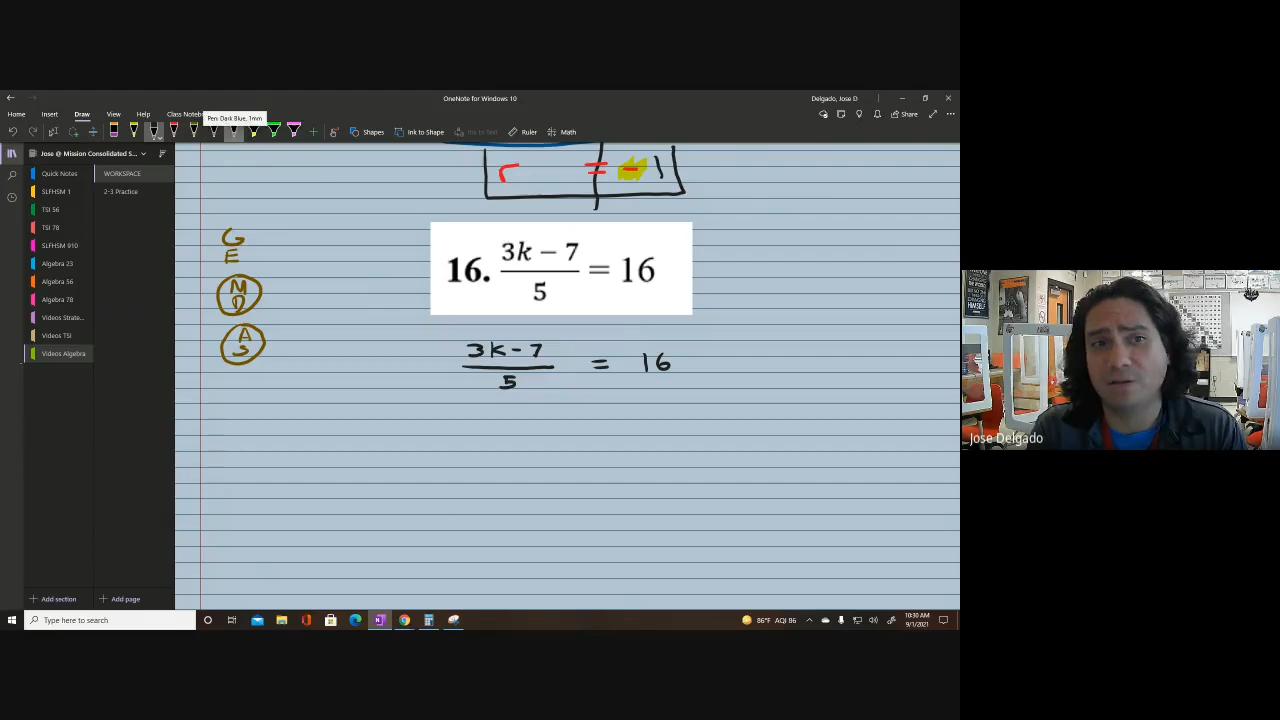 OneNote for Windows 10
Delgado, Jose D
Home Insert Draw View Help Class Noteb
Pen: Dark Blue, 1mm
Share
Shapes Ink to Shape Ink to Text Ruler Math
Jose @ Mission Consolidated S...
Quick Notes
SLFHSM 1
TSI 56
TSI 78
SLFHSM 910
Algebra 23
Algebra 56
Algebra 78
Videos Strate...
Videos TSI
Videos Algebra
WORKSPACE
2-3 Practice
r = - 1
G
E
M
D
A
S
16. (3k − 7)/5 = 16
(3k - 7)/5 = 16
Jose Delgado
Add section
Add page
Type here to search
86°F AQI 86
10:30 AM
9/1/2021